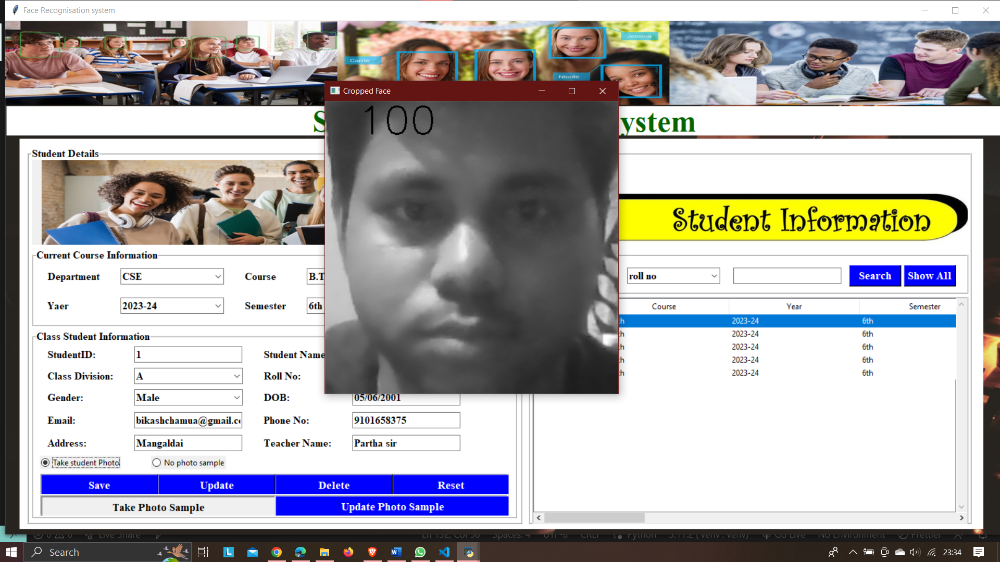 Face Recognisation system
Carrie
Jessica
Nicole
Cropped Face
100
S
ystem
Student Details
Student Information
Current Course Information
Department CSE Course B.T
roll no Search Show All
Yaer 2023-24 Semester 6th
Course Year Semester
ch 2023-24 6th
ch 2023-24 6th
ch 2023-24 6th
ch 2023-24 6th
ch 2023-24 6th
Class Student Information
StudentID: 1 Student Name
Class Division: A Roll No:
Gender: Male DOB: 05/06/2001
Email: bikashchamua@gmail.c Phone No: 9101658375
Address: Mangaldai Teacher Name: Partha sir
Take student Photo No photo sample
Save Update Delete Reset
Take Photo Sample Update Photo Sample
0 0 Live Share Ln 132, Col 56 Spaces: 4 UTF-8 CRLF Python 3.11.2 ('venv': venv) Go Live No Environment Prettier
Search 23:34